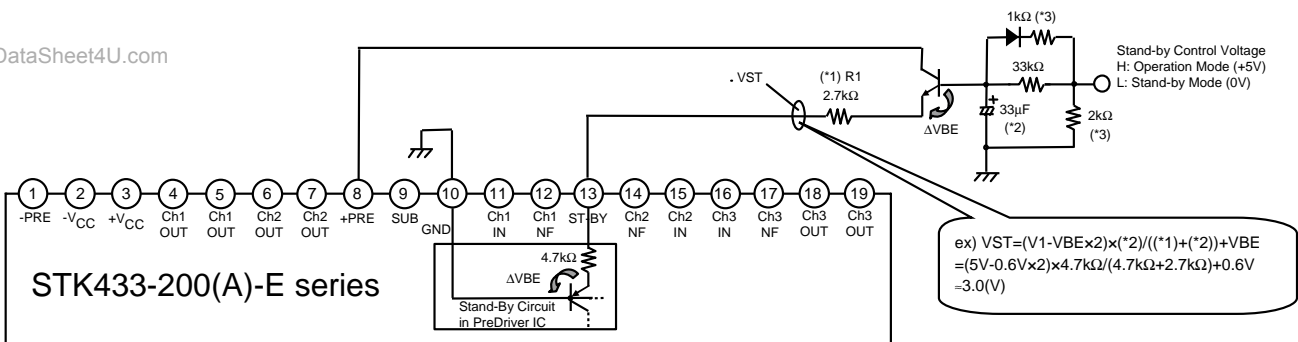 DataSheet4U.com
1kΩ (*3)
33kΩ
Stand-by Control Voltage
H: Operation Mode (+5V)
L: Stand-by Mode (0V)
. VST
(*1) R1
2.7kΩ
ΔVBE
+
33μF
(*2)
2kΩ
(*3)
1 2 3 4 5 6 7 8 9 10 11 12 13 14 15 16 17 18 19
-PRE
-VCC
+VCC
Ch1
OUT
Ch1
OUT
Ch2
OUT
Ch2
OUT
+PRE
SUB
GND
Ch1
IN
Ch1
NF
ST-BY
Ch2
NF
Ch2
IN
Ch3
IN
Ch3
NF
Ch3
OUT
Ch3
OUT
4.7kΩ
ΔVBE
Stand-By Circuit
in PreDriver IC
STK433-200(A)-E series
ex) VST=(V1-VBE×2)×(*2)/((*1)+(*2))+VBE
=(5V-0.6V×2)×4.7kΩ/(4.7kΩ+2.7kΩ)+0.6V
=3.0(V)